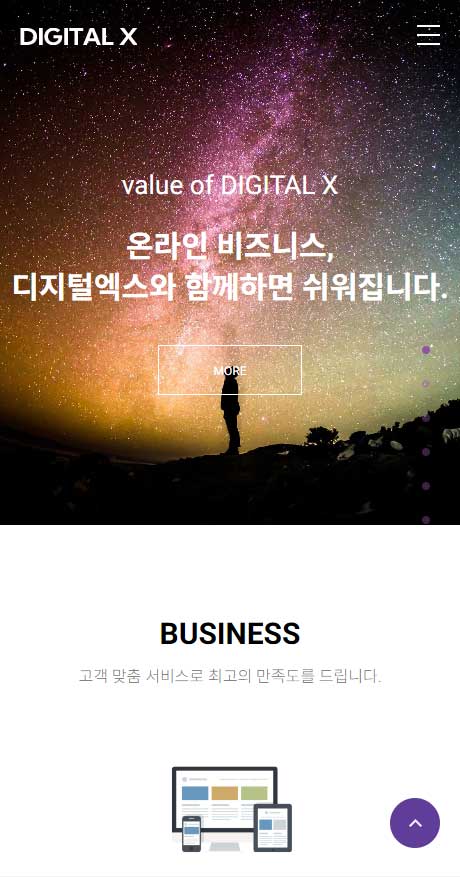 DIGITAL X
value of DIGITAL X
온라인 비즈니스,
디지털엑스와 함께하면 쉬워집니다.
MORE
BUSINESS
고객 맞춤 서비스로 최고의 만족도를 드립니다.